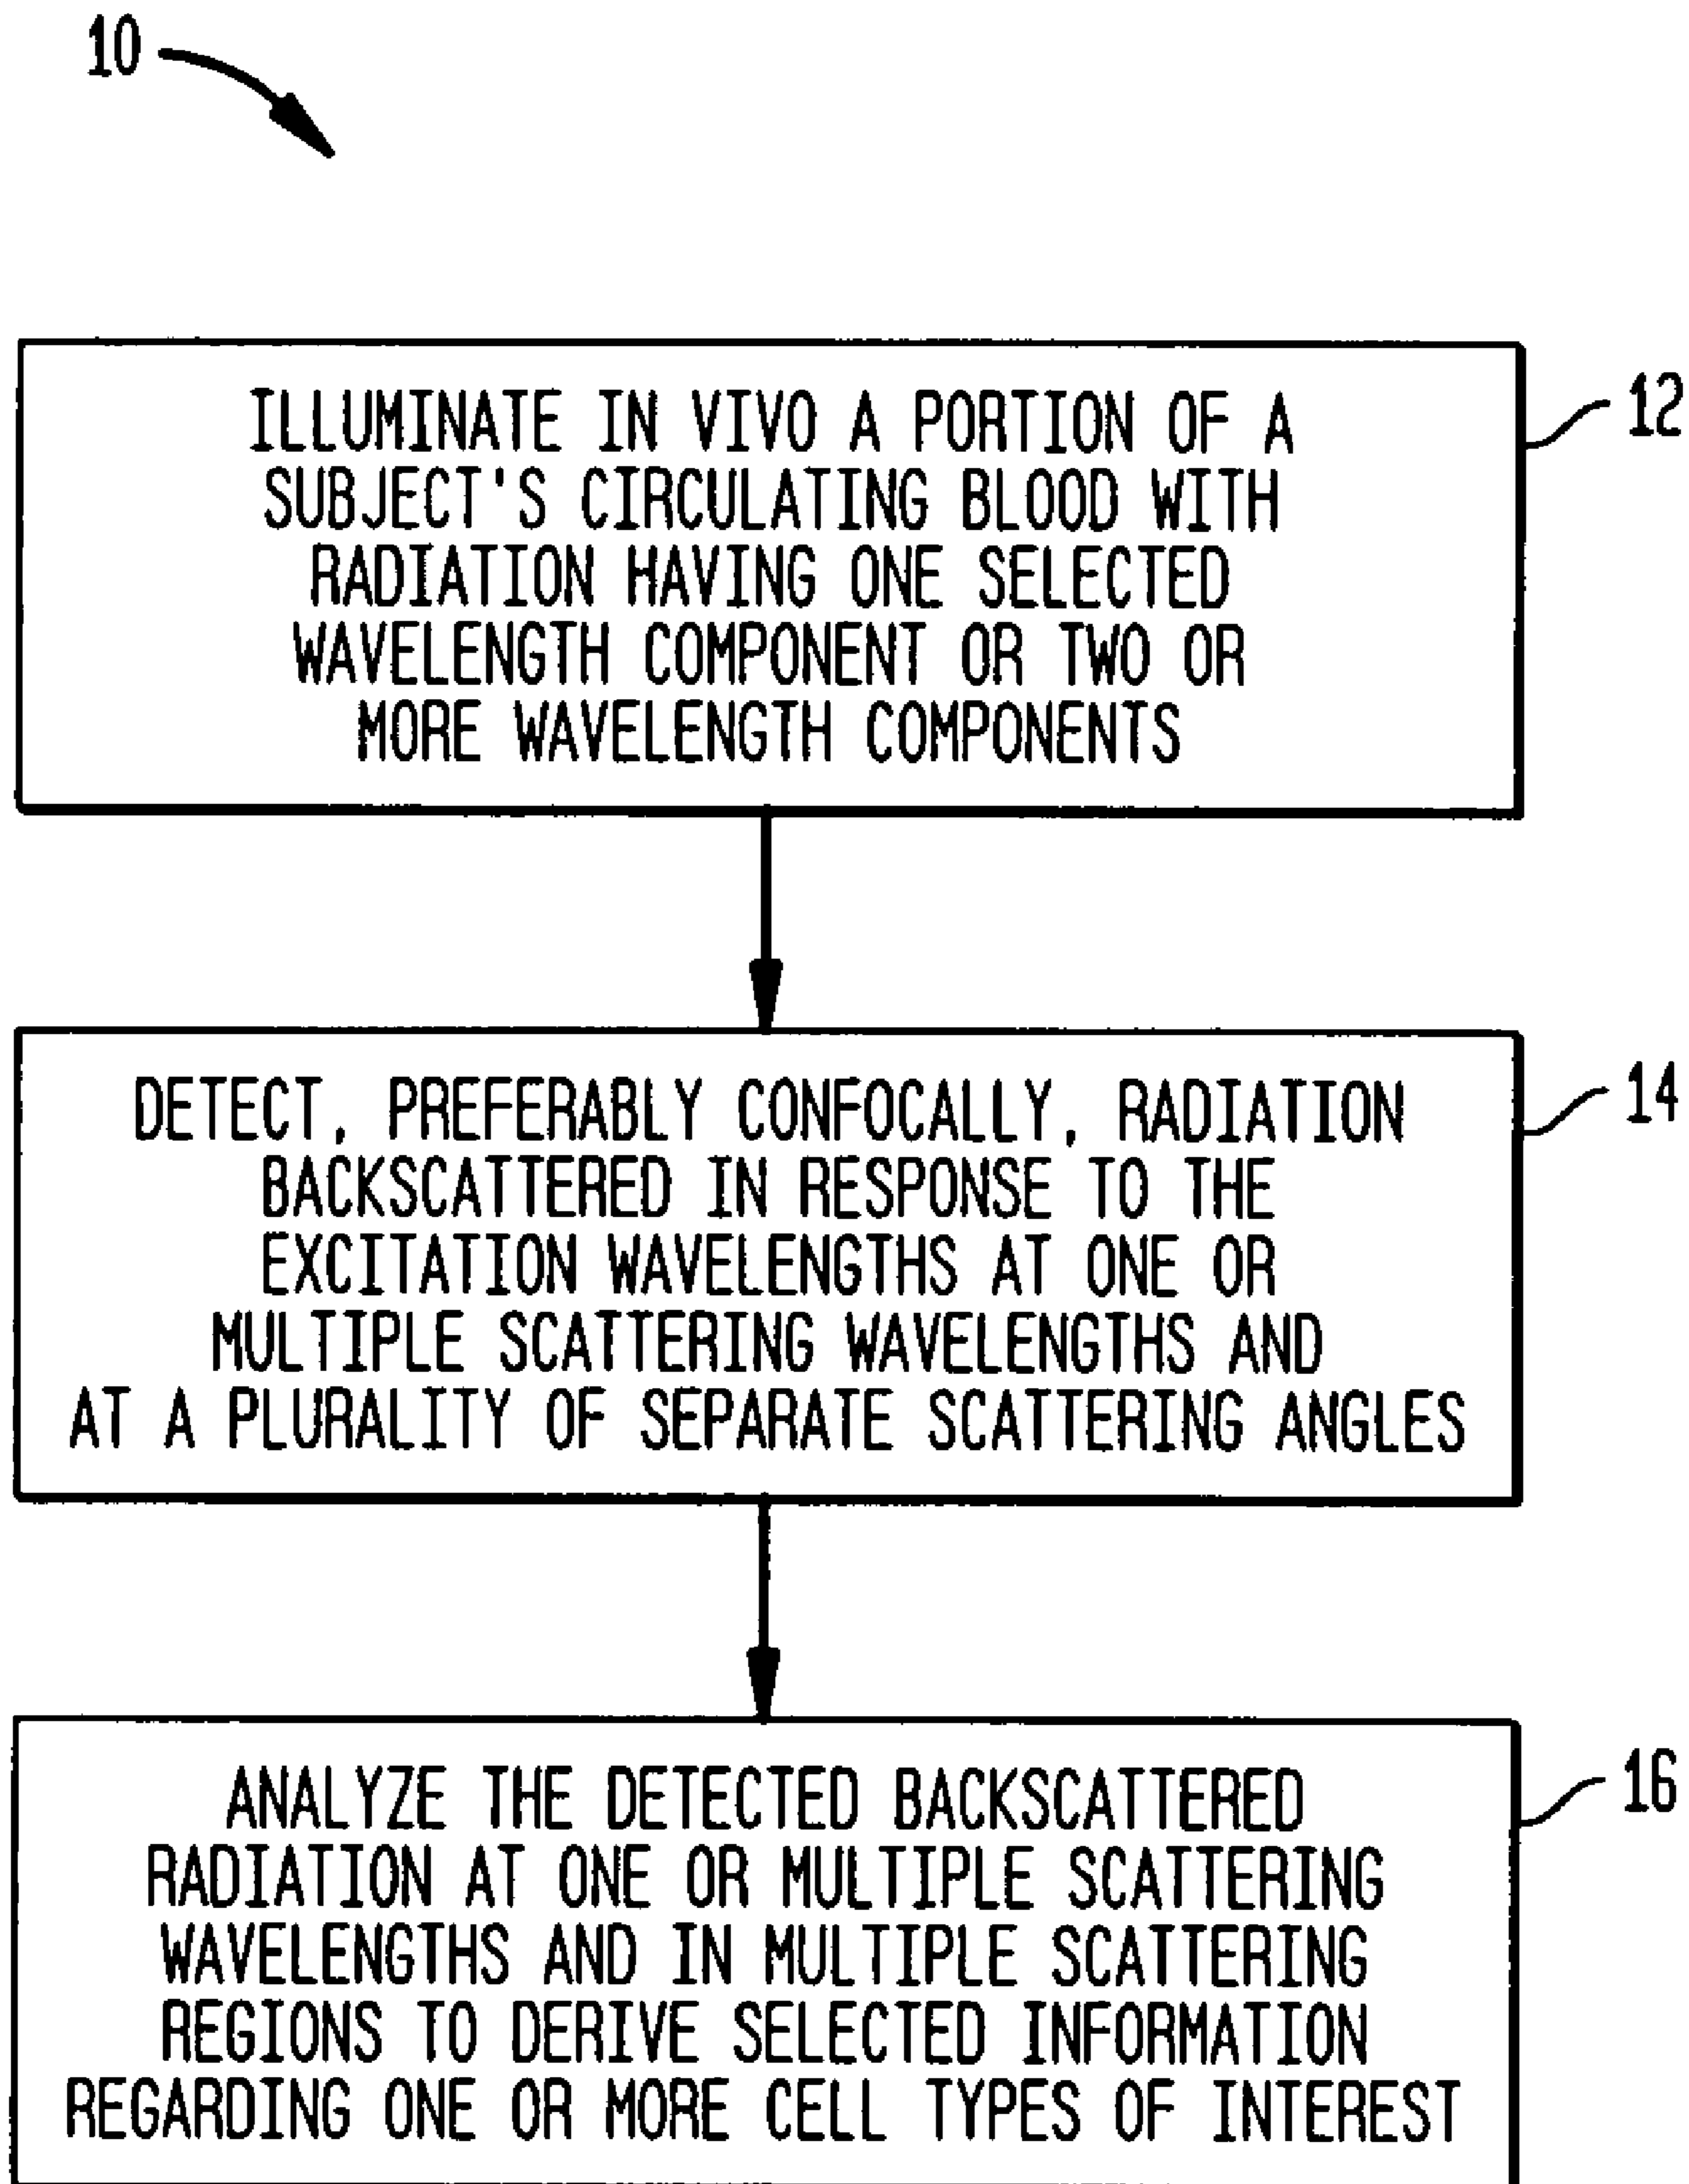 10
ILLUMINATE IN VIVO A PORTION OF A
SUBJECT'S CIRCULATING BLOOD WITH
RADIATION HAVING ONE SELECTED
WAVELENGTH COMPONENT OR TWO OR
MORE WAVELENGTH COMPONENTS
12
DETECT, PREFERABLY CONFOCALLY, RADIATION
BACKSCATTERED IN RESPONSE TO THE
EXCITATION WAVELENGTHS AT ONE OR
MULTIPLE SCATTERING WAVELENGTHS AND
AT A PLURALITY OF SEPARATE SCATTERING ANGLES
14
ANALYZE THE DETECTED BACKSCATTERED
RADIATION AT ONE OR MULTIPLE SCATTERING
WAVELENGTHS AND IN MULTIPLE SCATTERING
REGIONS TO DERIVE SELECTED INFORMATION
REGARDING ONE OR MORE CELL TYPES OF INTEREST
16